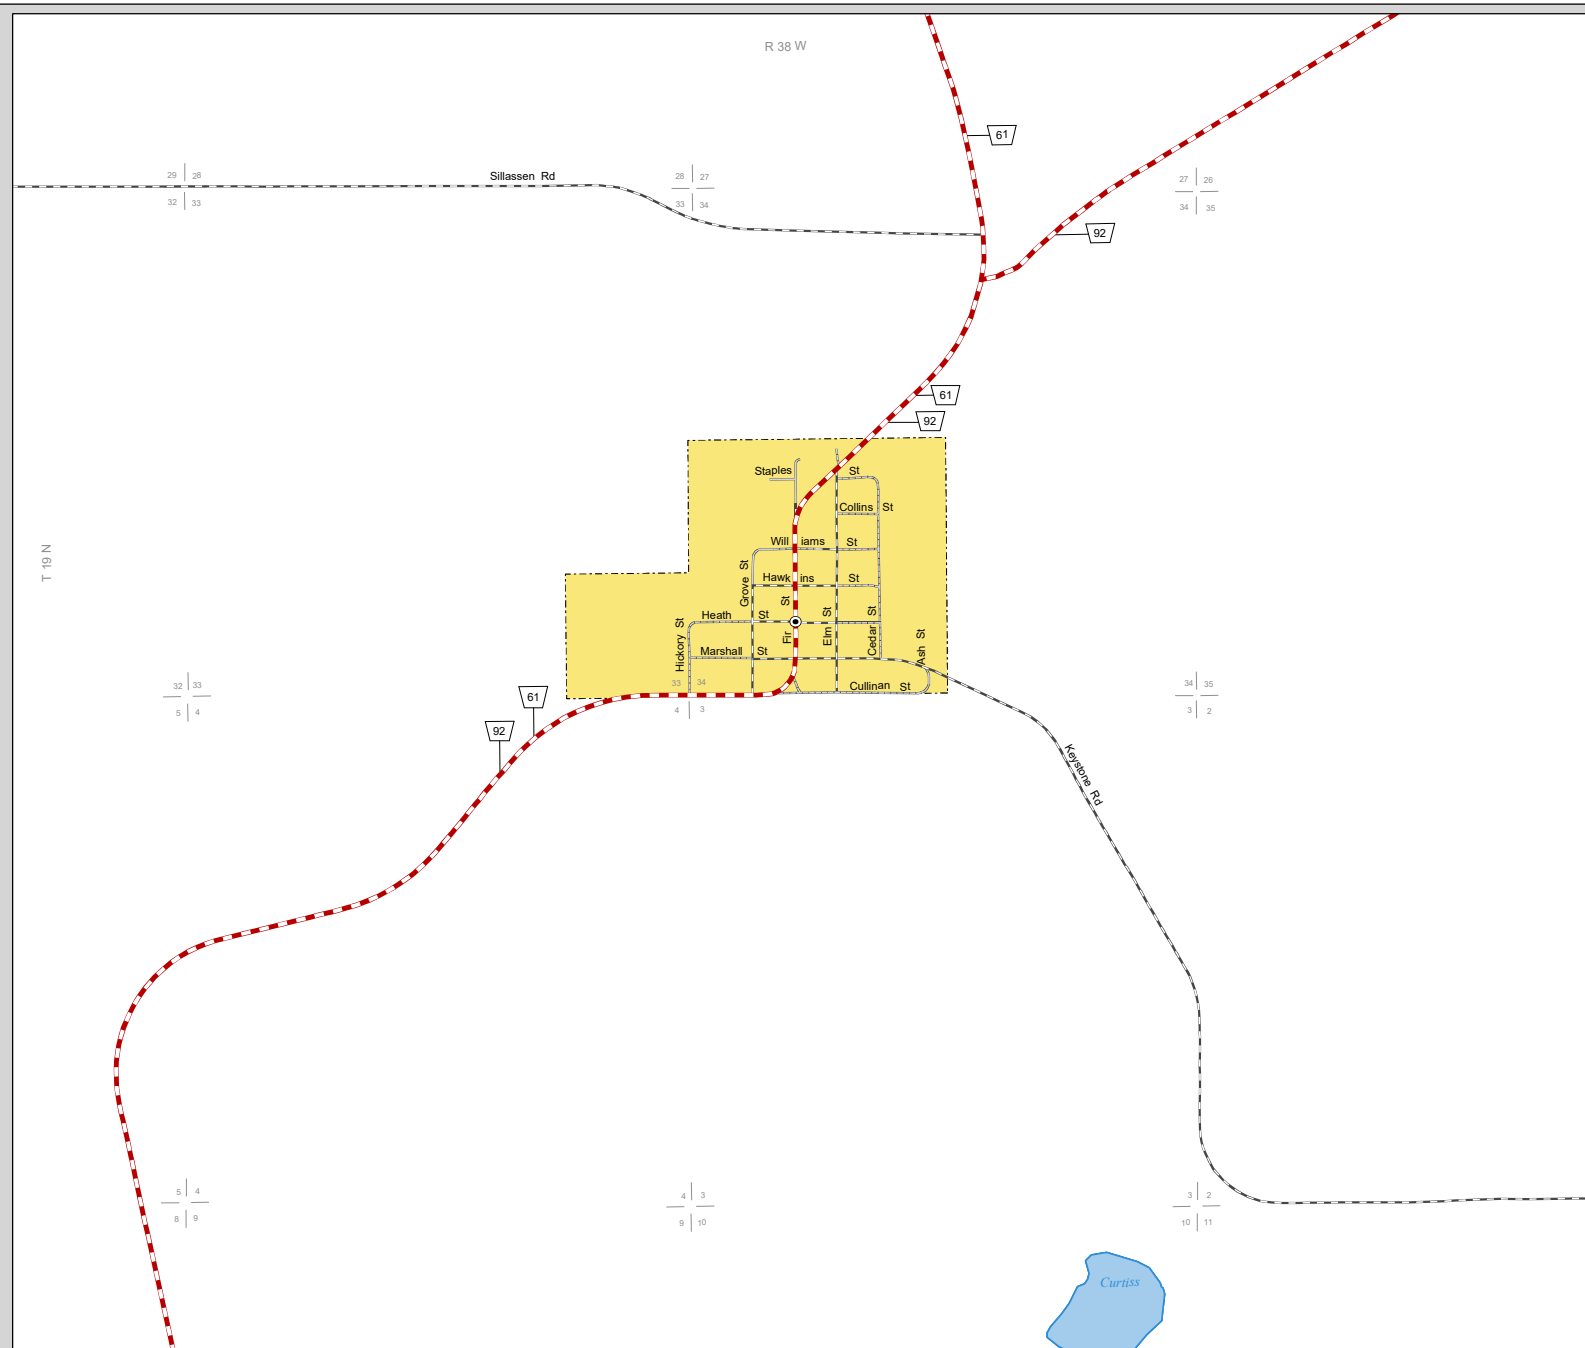 R 38 W
61
29 28
32 33
Sillassen Rd
28 27
33 34
27 26
34 35
92
61
92
Staples St
Collins St
Williams St
Hawkins St
Grove St
Fir St
Heath St
Hickory St
Elm St
Cedar St
Ash St
Marshall St
Cullinan St
T 19 N
32 33
5 4
33 34
4 3
34 35
3 2
61
92
Keystone Rd
5 4
8 9
4 3
9 10
3 2
10 11
Curtiss